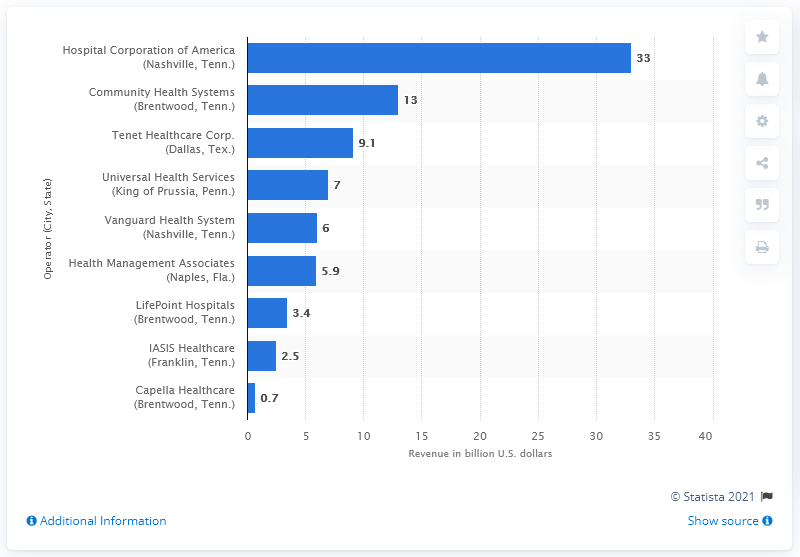 Operator (City, State)
Hospital Corporation of America
(Nashville, Tenn.)
33
Community Health Systems
(Brentwood, Tenn.)
13
Tenet Healthcare Corp.
(Dallas, Tex.)
9.1
Universal Health Services
(King of Prussia, Penn.)
7
Vanguard Health System
(Nashville, Tenn.)
6
Health Management Associates
(Naples, Fla.)
5.9
LifePoint Hospitals
(Brentwood, Tenn.)
3.4
IASIS Healthcare
(Franklin, Tenn.)
2.5
Capella Healthcare
(Brentwood, Tenn.)
0.7
0 5 10 15 20 25 30 35 40
Revenue in billion U.S. dollars
© Statista 2021
Additional Information
Show source